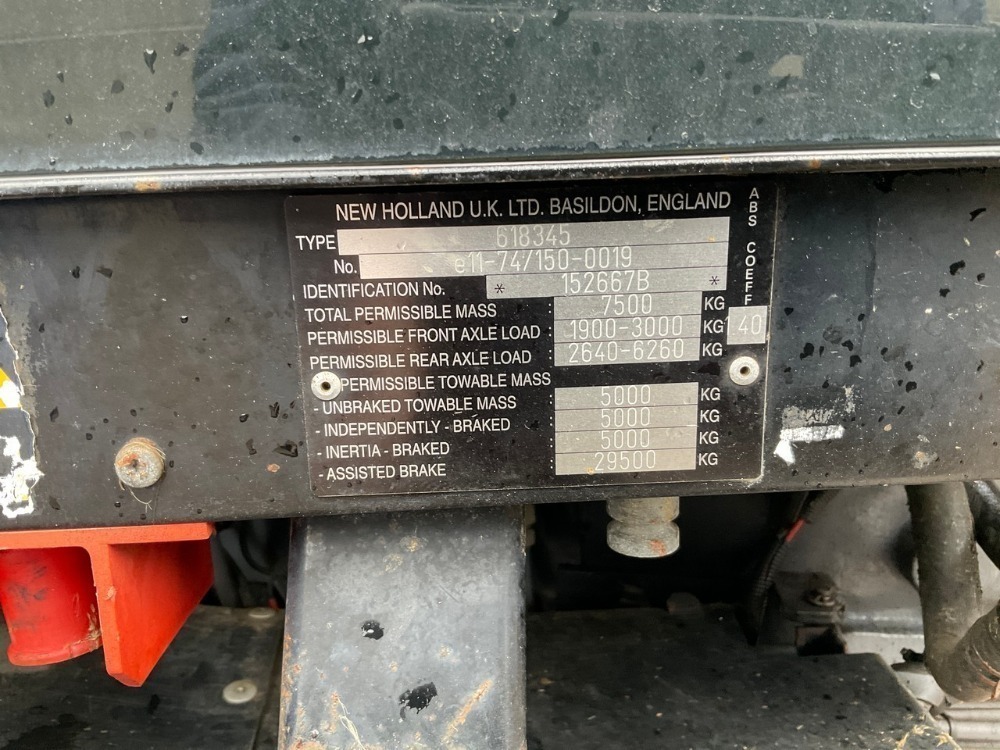 NEW HOLLAND U.K. LTD. BASILDON, ENGLAND
TYPE 618345
No. e11-74/150-0019
IDENTIFICATION No. * 152667B *
TOTAL PERMISSIBLE MASS : 7500 KG
PERMISSIBLE FRONT AXLE LOAD : 1900-3000 KG
PERMISSIBLE REAR AXLE LOAD : 2640-6260 KG
PERMISSIBLE TOWABLE MASS
- UNBRAKED TOWABLE MASS : 5000 KG
- INDEPENDENTLY - BRAKED : 5000 KG
- INERTIA - BRAKED : 5000 KG
- ASSISTED BRAKE : 29500 KG
ABS COEFF
1.40